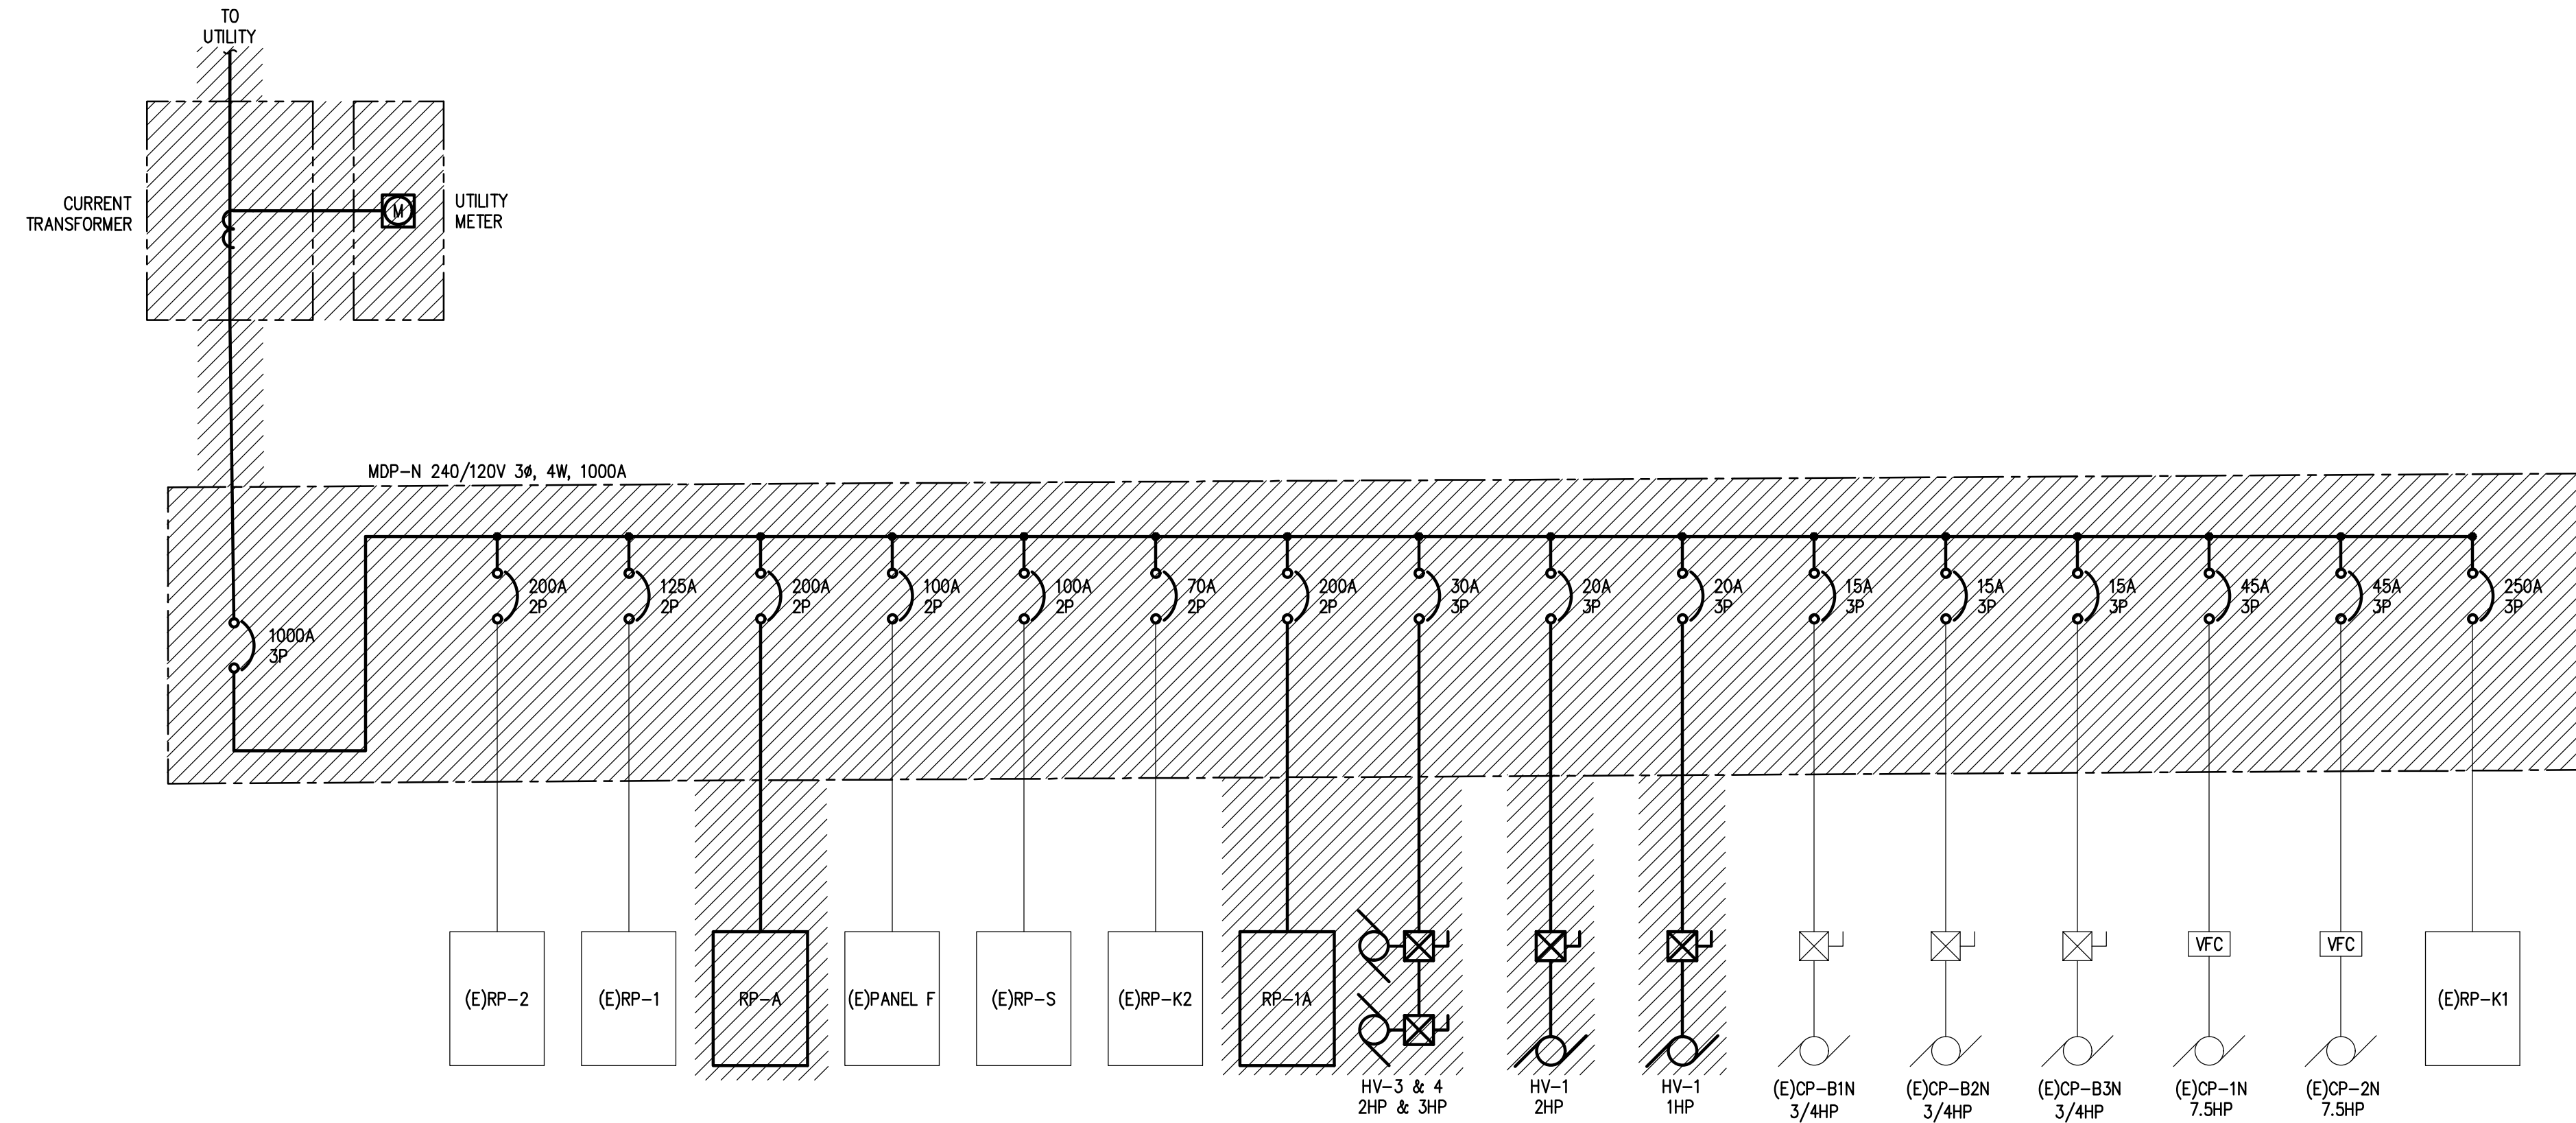 TO
UTILITY
CURRENT
TRANSFORMER
M
UTILITY
METER
MDP-N 240/120V 3ø, 4W, 1000A
1000A
3P
200A
2P
125A
2P
200A
2P
100A
2P
100A
2P
70A
2P
200A
2P
30A
3P
20A
3P
20A
3P
15A
3P
15A
3P
15A
3P
45A
3P
45A
3P
250A
3P
(E)RP-2
(E)RP-1
RP-A
(E)PANEL F
(E)RP-S
(E)RP-K2
RP-1A
HV-3 & 4
2HP & 3HP
HV-1
2HP
HV-1
1HP
(E)CP-B1N
3/4HP
(E)CP-B2N
3/4HP
(E)CP-B3N
3/4HP
VFC
(E)CP-1N
7.5HP
VFC
(E)CP-2N
7.5HP
(E)RP-K1